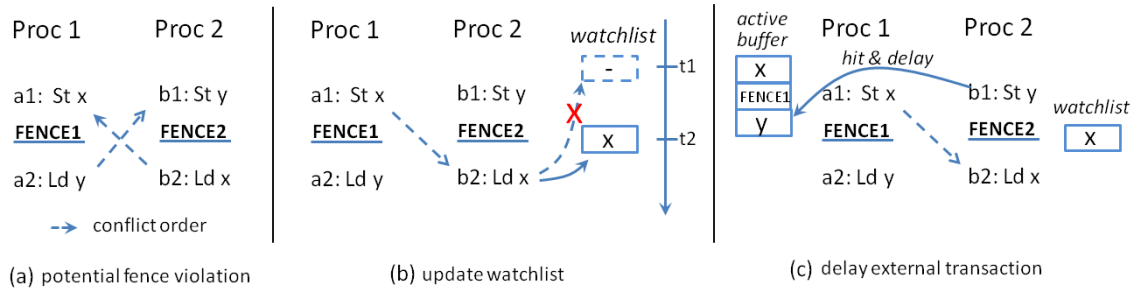 Proc 1 Proc 2
a1: St x b1: St y
FENCE1 FENCE2
a2: Ld y b2: Ld x
conflict order
(a) potential fence violation
Proc 1 Proc 2
watchlist
- t1
a1: St x b1: St y
X
FENCE1 FENCE2 x t2
a2: Ld y b2: Ld x
(b) update watchlist
active
buffer
Proc 1 Proc 2
hit & delay
x
a1: St x b1: St y
FENCE1
watchlist
y FENCE1 FENCE2 x
a2: Ld y b2: Ld x
(c) delay external transaction